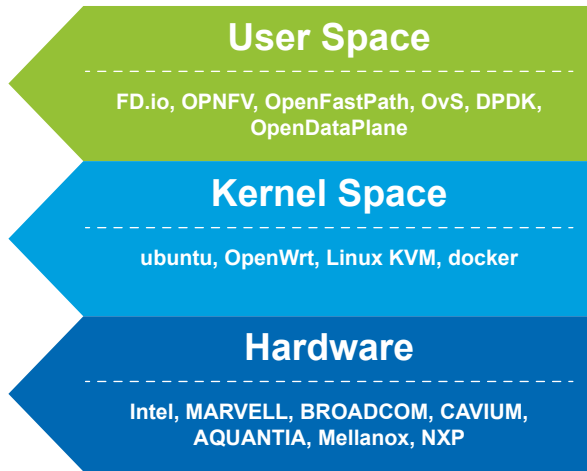 User Space
FD.io, OPNFV, OpenFastPath, OvS, DPDK,
OpenDataPlane
Kernel Space
ubuntu, OpenWrt, Linux KVM, docker
Hardware
Intel, MARVELL, BROADCOM, CAVIUM,
AQUANTIA, Mellanox, NXP